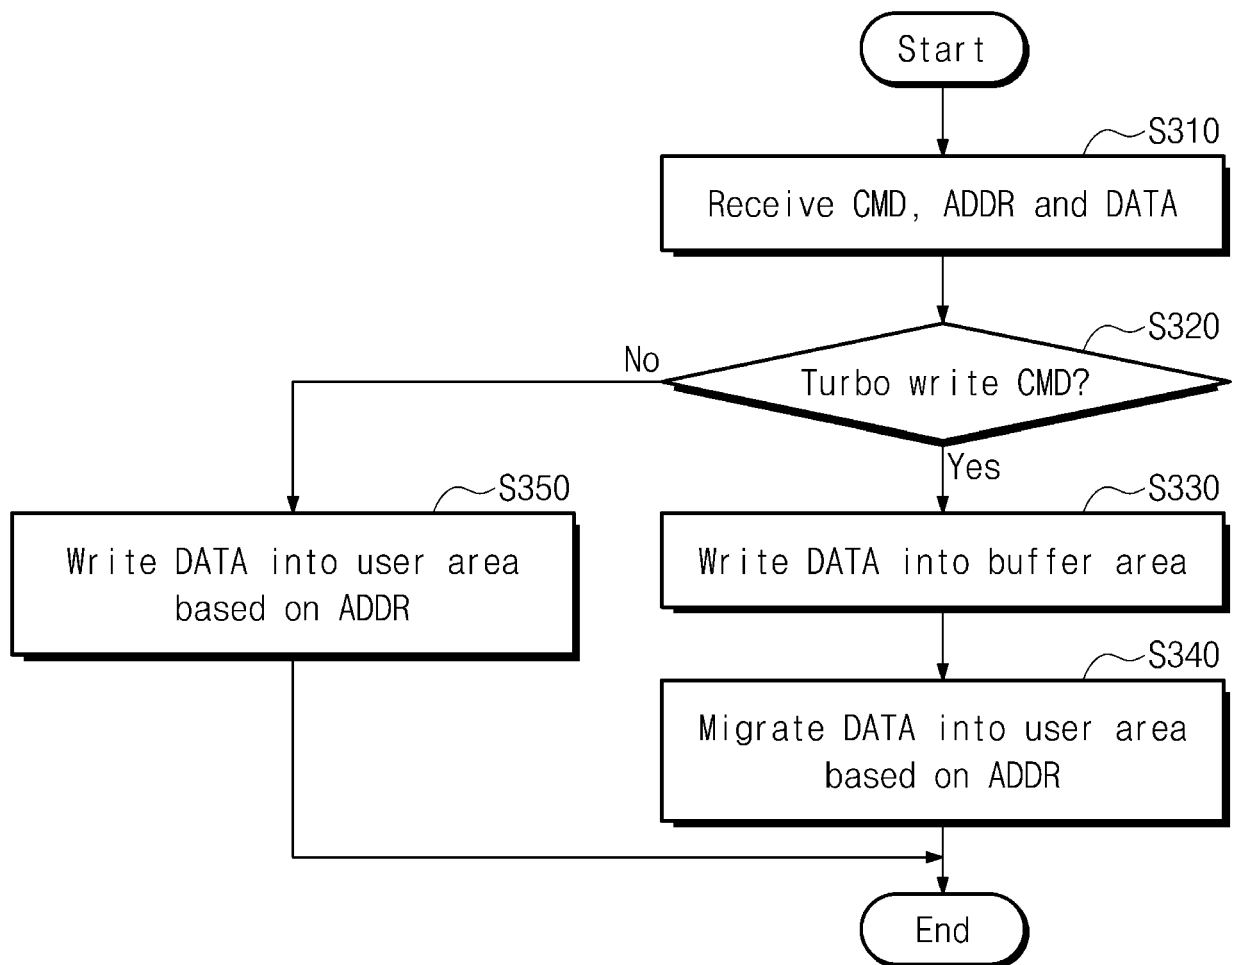 Start
S310
Receive CMD, ADDR and DATA
S320
Turbo write CMD?
No
Yes
S350
Write DATA into user area
based on ADDR
S330
Write DATA into buffer area
S340
Migrate DATA into user area
based on ADDR
End